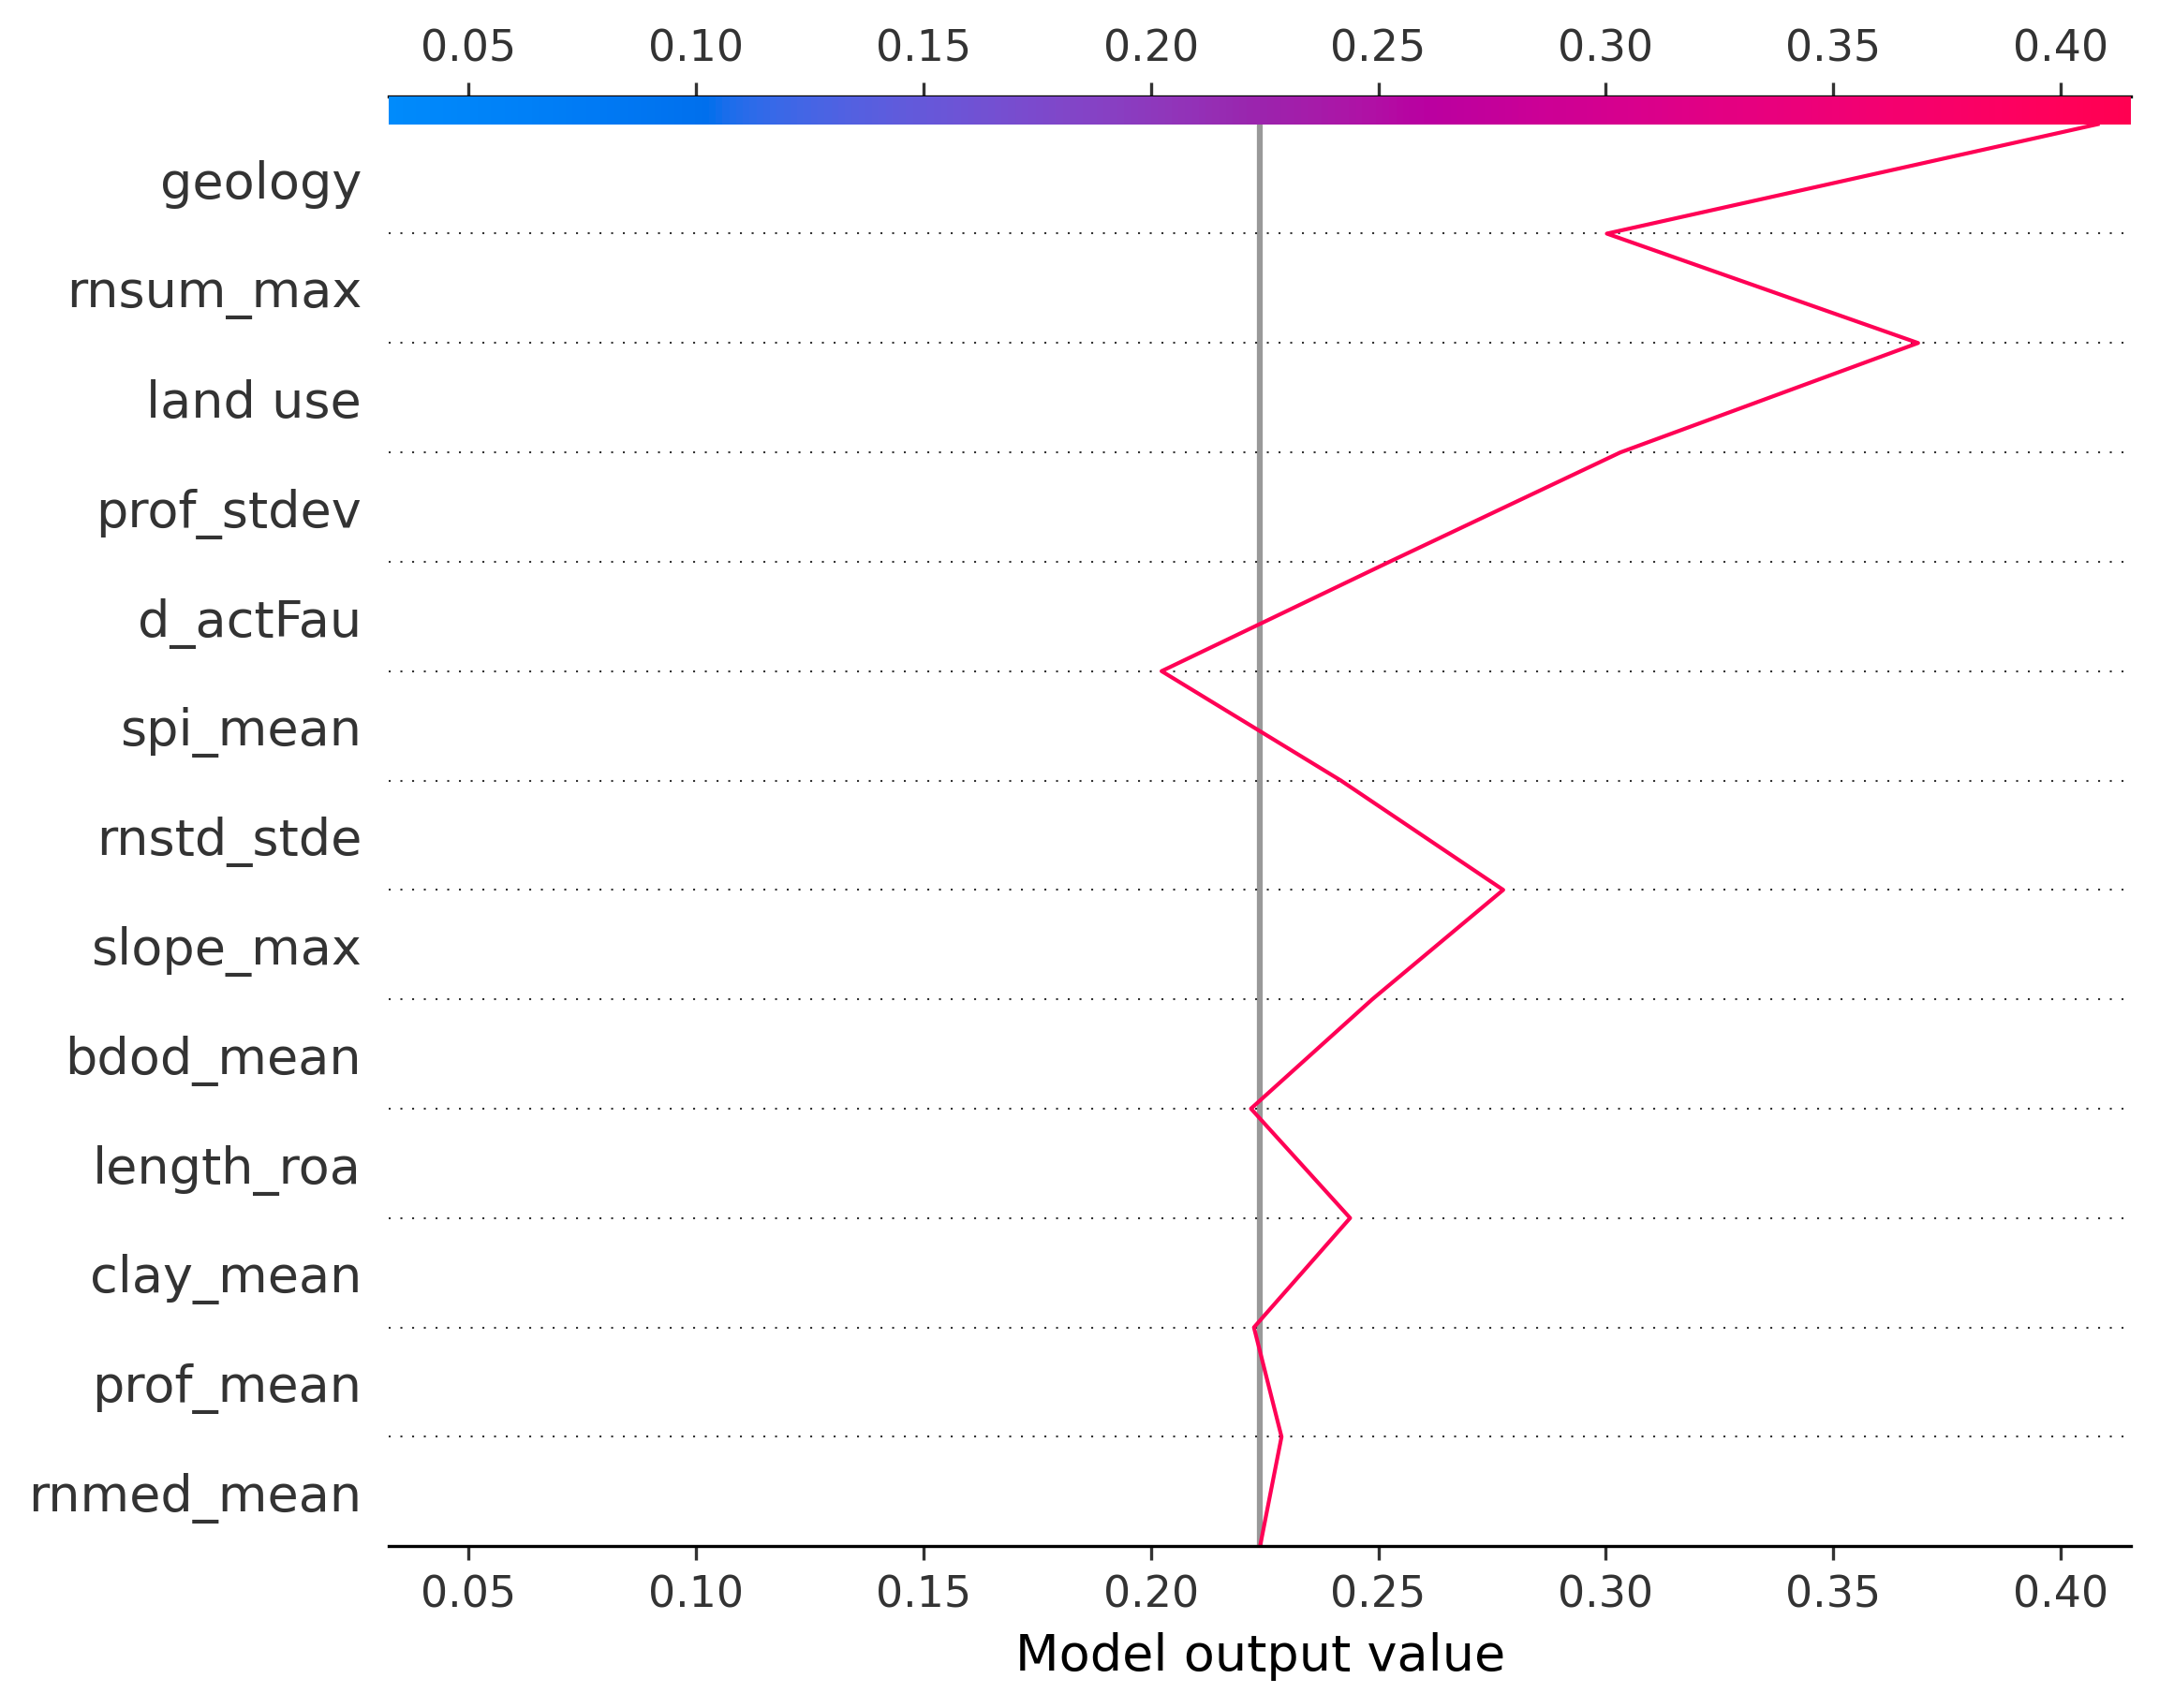 0.05 0.10 0.15 0.20 0.25 0.30 0.35 0.40
geology
rnsum_max
land use
prof_stdev
d_actFau
spi_mean
rnstd_stde
slope_max
bdod_mean
length_roa
clay_mean
prof_mean
rnmed_mean
0.05 0.10 0.15 0.20 0.25 0.30 0.35 0.40
Model output value